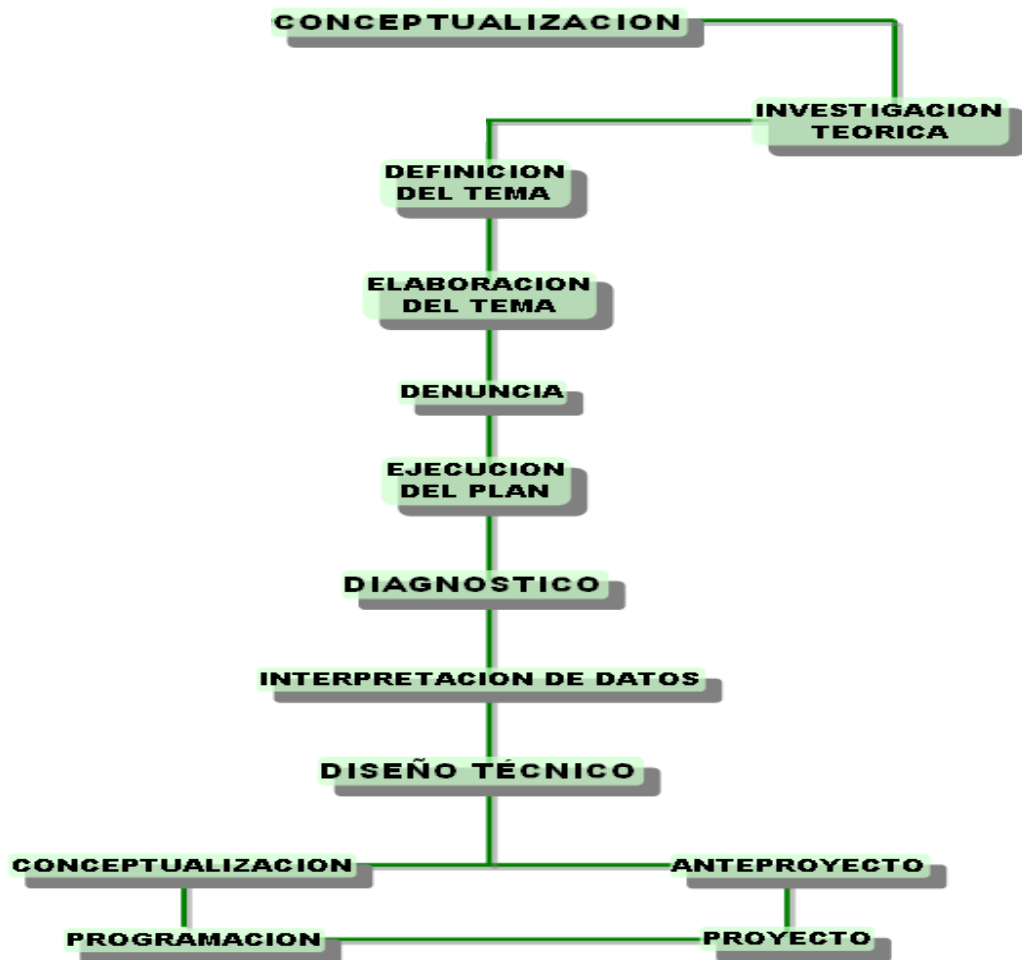 CONCEPTUALIZACION
INVESTIGACION
TEORICA
DEFINICION
DEL TEMA
ELABORACION
DEL TEMA
DENUNCIA
EJECUCION
DEL PLAN
DIAGNOSTICO
INTERPRETACION DE DATOS
DISEÑO TÉCNICO
CONCEPTUALIZACION
ANTEPROYECTO
PROGRAMACION
PROYECTO